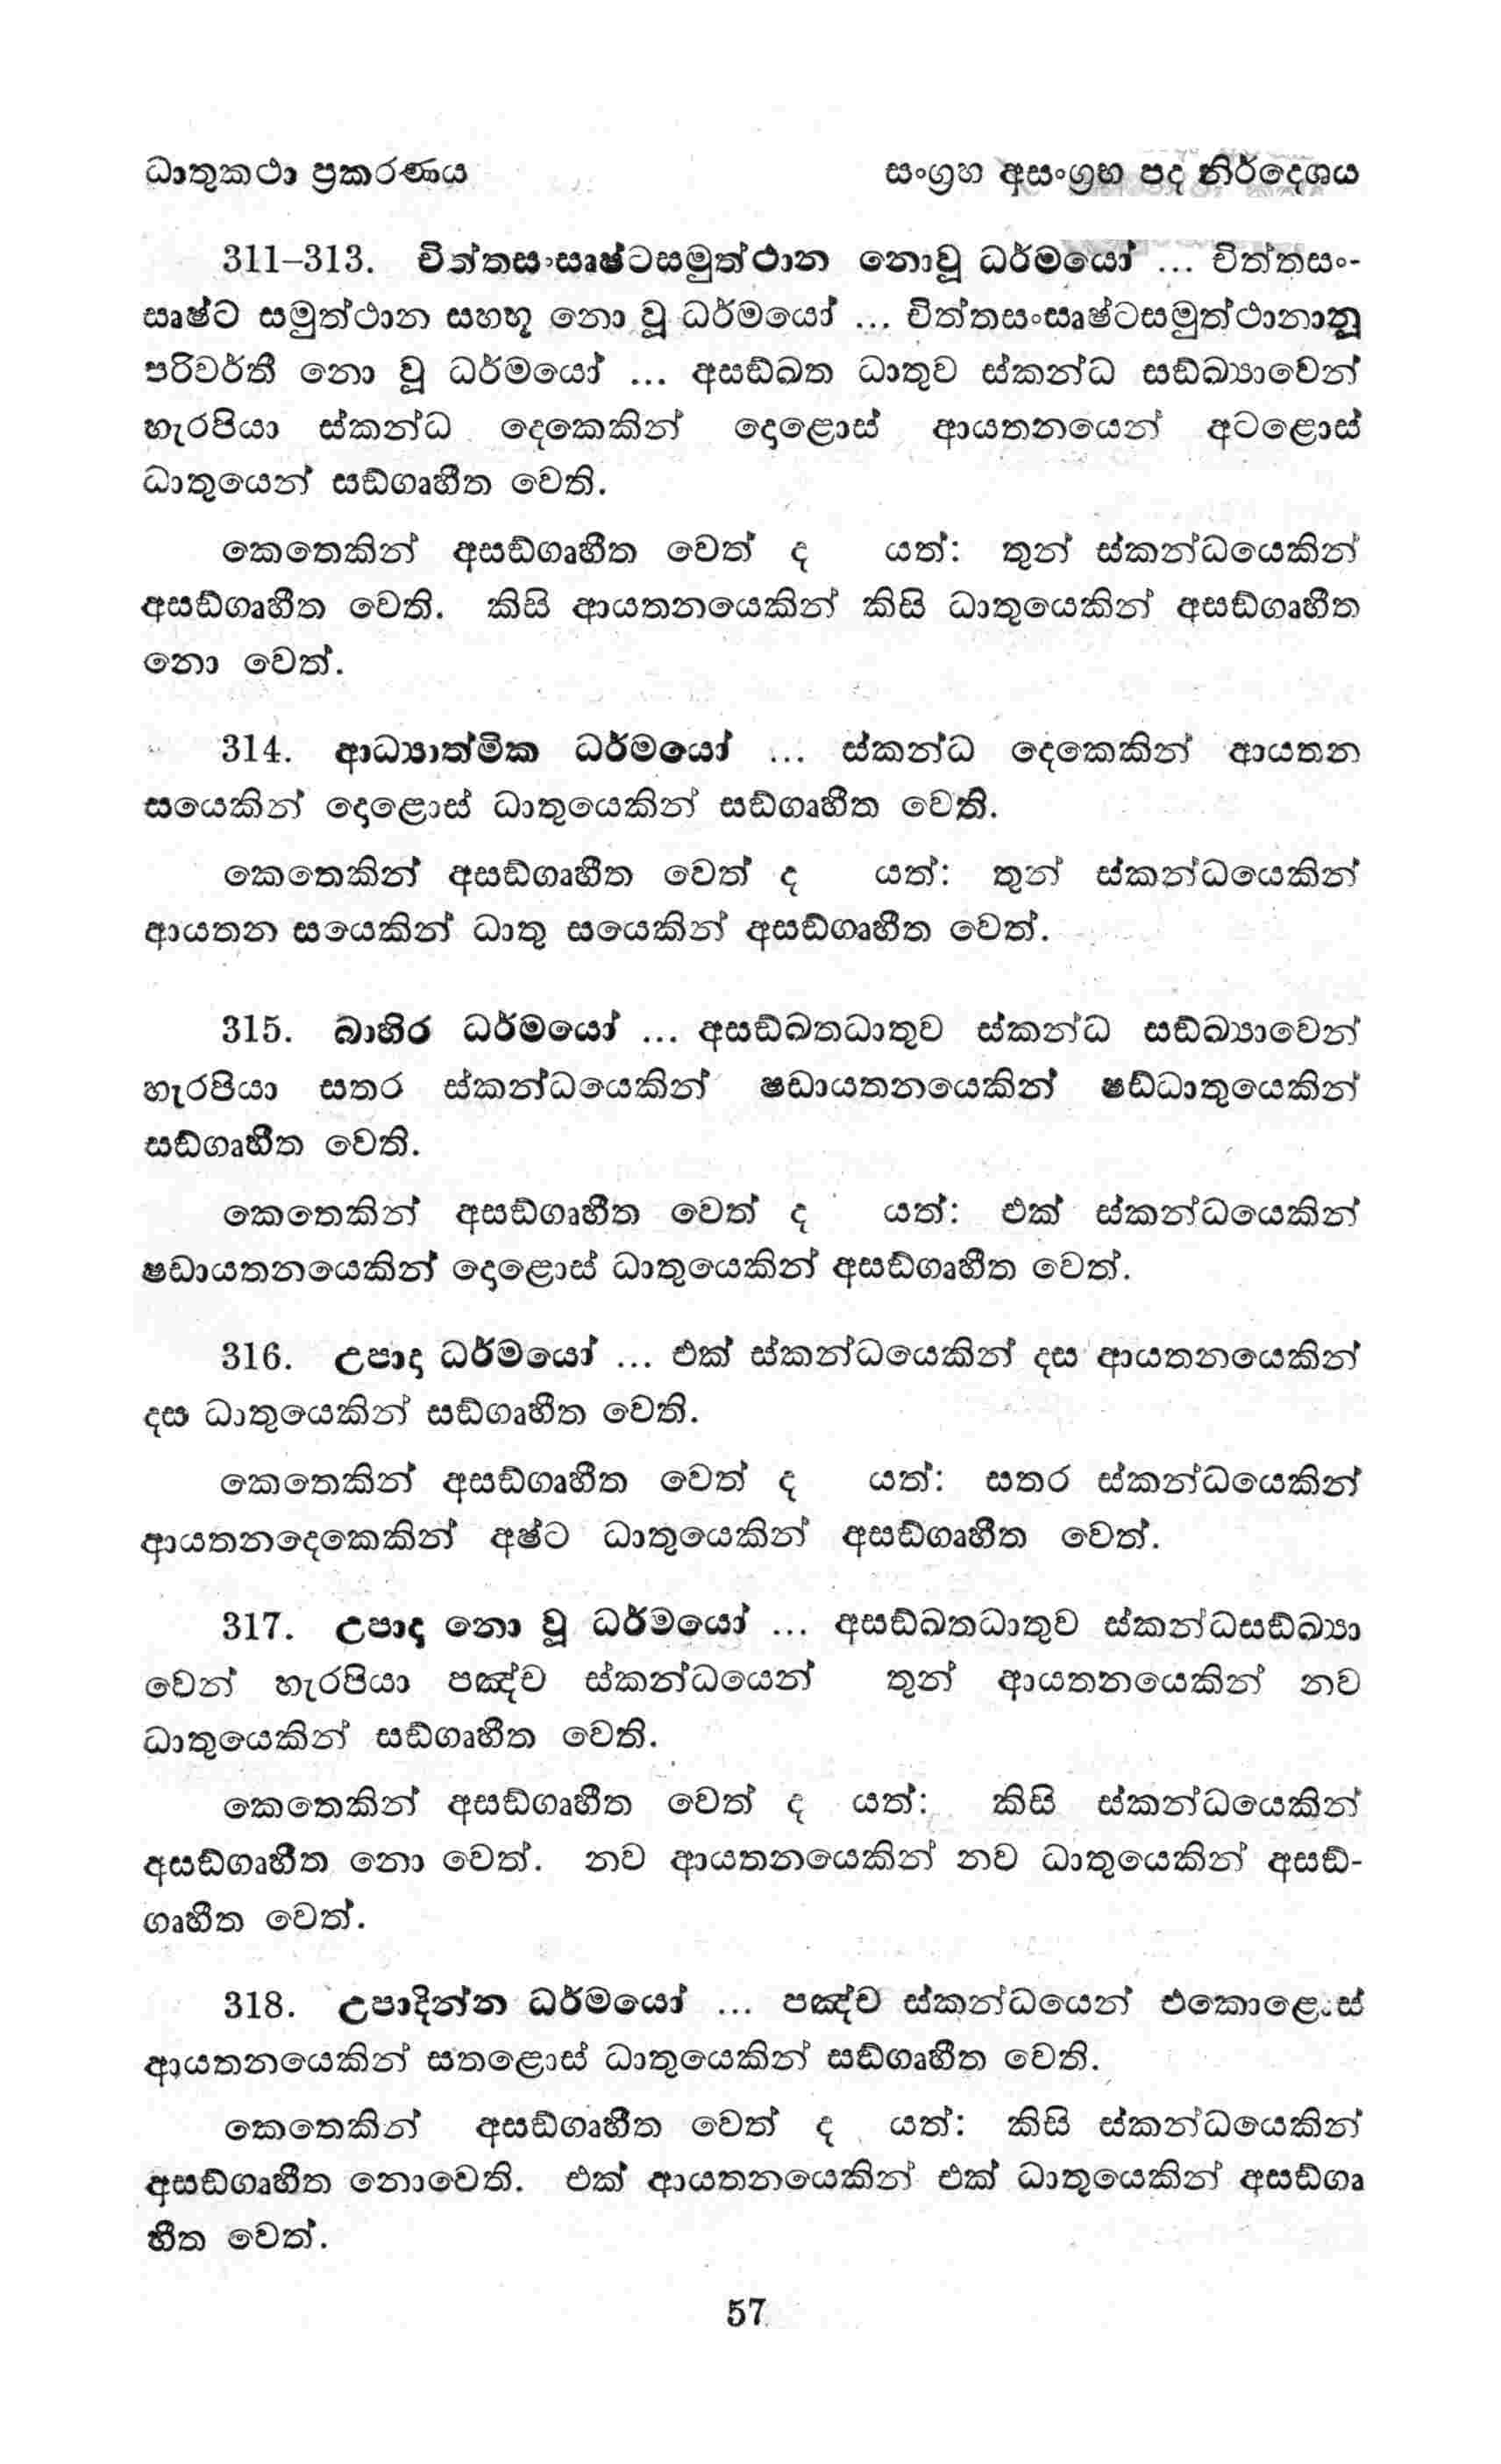 ධාතුකථා ප්‍රකරණය	සංග්‍රහ අසංග්‍රහ පද නිර්දෙශය
311–313. චිත්තසංසෘෂ්ටසමුත්ථාන නොවූ ධර්මයෝ ... චිත්තසං-
සෘෂ්ට සමුත්ථාන සහභූ නො වූ ධර්මයෝ ... චිත්තසංසෘෂ්ටසමුත්ථානානු
පරිවර්තී නො වූ ධර්මයෝ ... අසඞ්ඛත ධාතුව ස්කන්ධ සඞ්ඛ්‍යාවෙන්
හැරපියා ස්කන්ධ දෙකෙකින් දෙළොස් ආයතනයෙන් අටළොස්
ධාතුයෙන් සඞ්ගෘහීත වෙති.
කෙතෙකින් අසඞ්ගෘහීත වෙත් ද යත්: තුන් ස්කන්ධයෙකින්
අසඞ්ගෘහීත වෙති. කිසි ආයතනයෙකින් කිසි ධාතුයෙකින් අසඞ්ගෘහීත
නො වෙත්.
314. ආධ්‍යාත්මික ධර්මයෝ ... ස්කන්ධ දෙකෙකින් ආයතන
සයෙකින් දෙළොස් ධාතුයෙකින් සඞ්ගෘහීත වෙති.
කෙතෙකින් අසඞ්ගෘහීත වෙත් ද යත්: තුන් ස්කන්ධයෙකින්
ආයතන සයෙකින් ධාතු සයෙකින් අසඞ්ගෘහීත වෙත්.
315. බාහිර ධර්මයෝ ... අසඞ්ඛතධාතුව ස්කන්ධ සඞ්ඛ්‍යාවෙන්
හැරපියා සතර ස්කන්ධයෙකින් ෂඩායතනයෙකින් ෂඩ්ධාතුයෙකින්
සඞ්ගෘහීත වෙති.
කෙතෙකින් අසඞ්ගෘහීත වෙත් ද යත්: එක් ස්කන්ධයෙකින්
ෂඩායතනයෙකින් දෙළොස් ධාතුයෙකින් අසඞ්ගෘහීත වෙත්.
316. උපාදා ධර්මයෝ ... එක් ස්කන්ධයෙකින් දස ආයතනයෙකින්
දස ධාතුයෙකින් සඞ්ගෘහීත වෙති.
කෙතෙකින් අසඞ්ගෘහීත වෙත් ද යත්: සතර ස්කන්ධයෙකින්
ආයතනදෙකෙකින් අෂ්ට ධාතුයෙකින් අසඞ්ගෘහීත වෙත්.
317. උපාදා නො වූ ධර්මයෝ ... අසඞ්ඛතධාතුව ස්කන්ධසඞ්ඛ්‍යා
වෙන් හැරපියා පඤ්ච ස්කන්ධයෙන් තුන් ආයතනයෙකින් නව
ධාතුයෙකින් සඞ්ගෘහීත වෙති.
කෙතෙකින් අසඞ්ගෘහීත වෙත් ද යත්: කිසි ස්කන්ධයෙකින්
අසඞ්ගෘහීත නො වෙත්. නව ආයතනයෙකින් නව ධාතුයෙකින් අසඞ්-
ගෘහීත වෙත්.
318. උපාදින්න ධර්මයෝ ... පඤ්ච ස්කන්ධයෙන් එකොළොස්
ආයතනයෙකින් සතළොස් ධාතුයෙකින් සඞ්ගෘහීත වෙති.
කෙතෙකින් අසඞ්ගෘහීත වෙත් ද යත්: කිසි ස්කන්ධයෙකින්
අසඞ්ගෘහීත නොවෙති. එක් ආයතනයෙකින් එක් ධාතුයෙකින් අසඞ්ගෘ
හීත වෙත්.
57